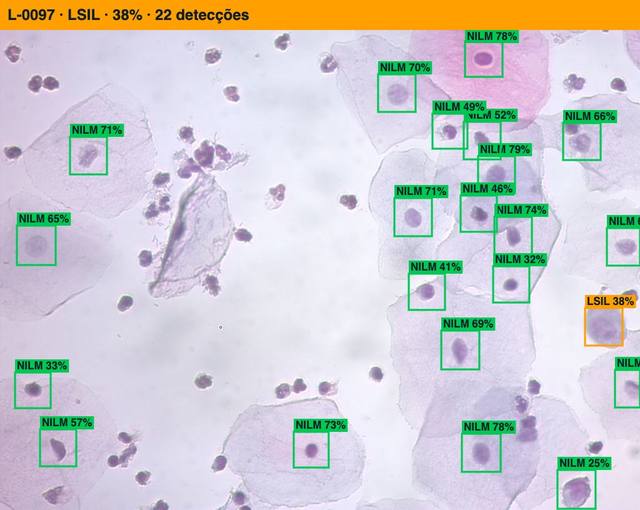 L-0097 · LSIL · 38% · 22 detecções
NILM 78%
NILM 70%
NILM 49%
NILM 52%
NILM 66%
NILM 71%
NILM 79%
NILM 71%
NILM 46%
NILM 74%
NILM 65%
NILM
NILM 32%
NILM 41%
LSIL 38%
NILM 69%
NILM 33%
NILM
NILM 57%
NILM 73%
NILM 78%
NILM 25%